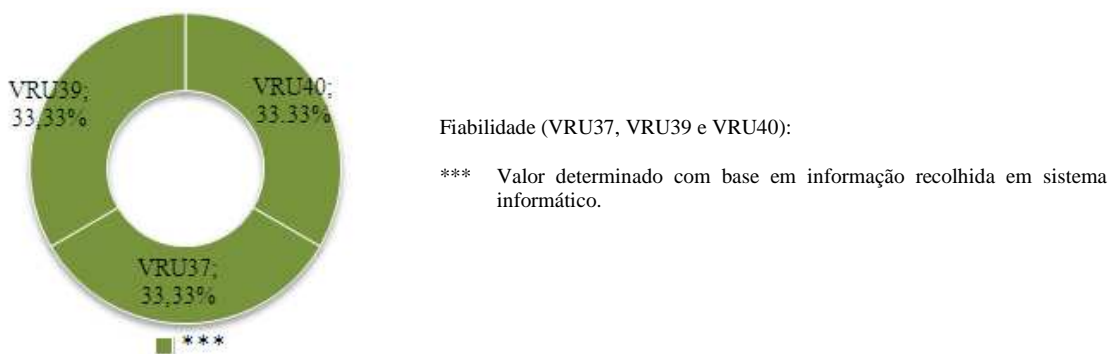 VRU39;
33,33%
VRU40;
33.33%
VRU37;
33,33%
***
Fiabilidade (VRU37, VRU39 e VRU40):
*** Valor determinado com base em informação recolhida em sistema
informático.